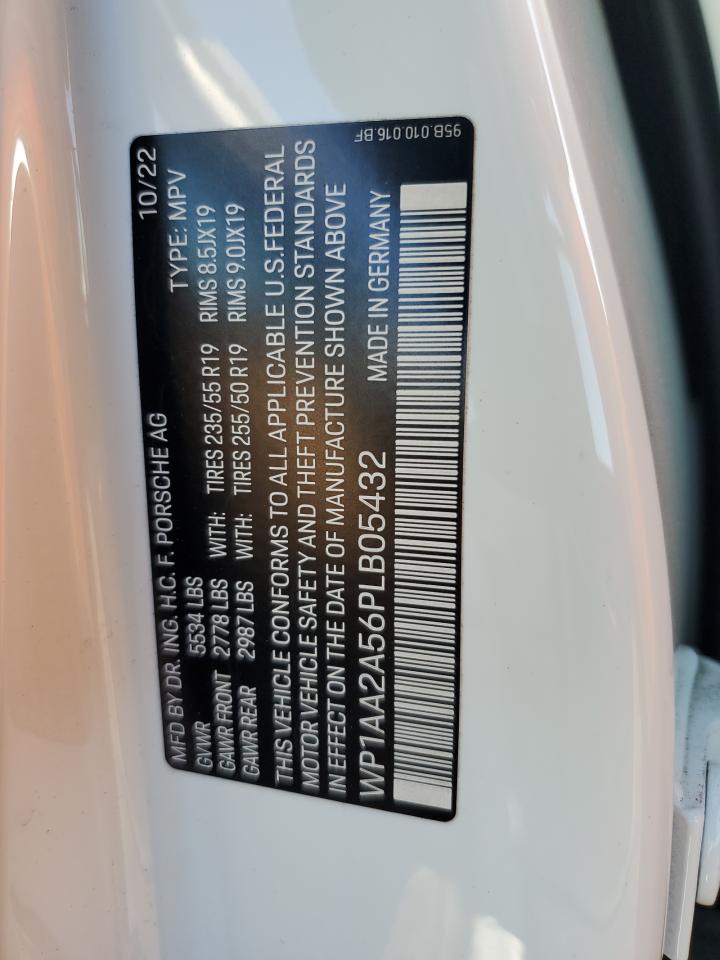 MFD BY DR. ING. H.C. F. PORSCHE AG 10/22
GVWR 5534 LBS TYPE: MPV
GAWR FRONT 2778 LBS WITH: TIRES 235/55 R19 RIMS 8.5JX19
GAWR REAR 2987 LBS WITH: TIRES 255/50 R19 RIMS 9.0JX19
THIS VEHICLE CONFORMS TO ALL APPLICABLE U.S.FEDERAL
MOTOR VEHICLE SAFETY AND THEFT PREVENTION STANDARDS
IN EFFECT ON THE DATE OF MANUFACTURE SHOWN ABOVE
WP1AA2A56PLB05432 MADE IN GERMANY
95B.010.016.BF